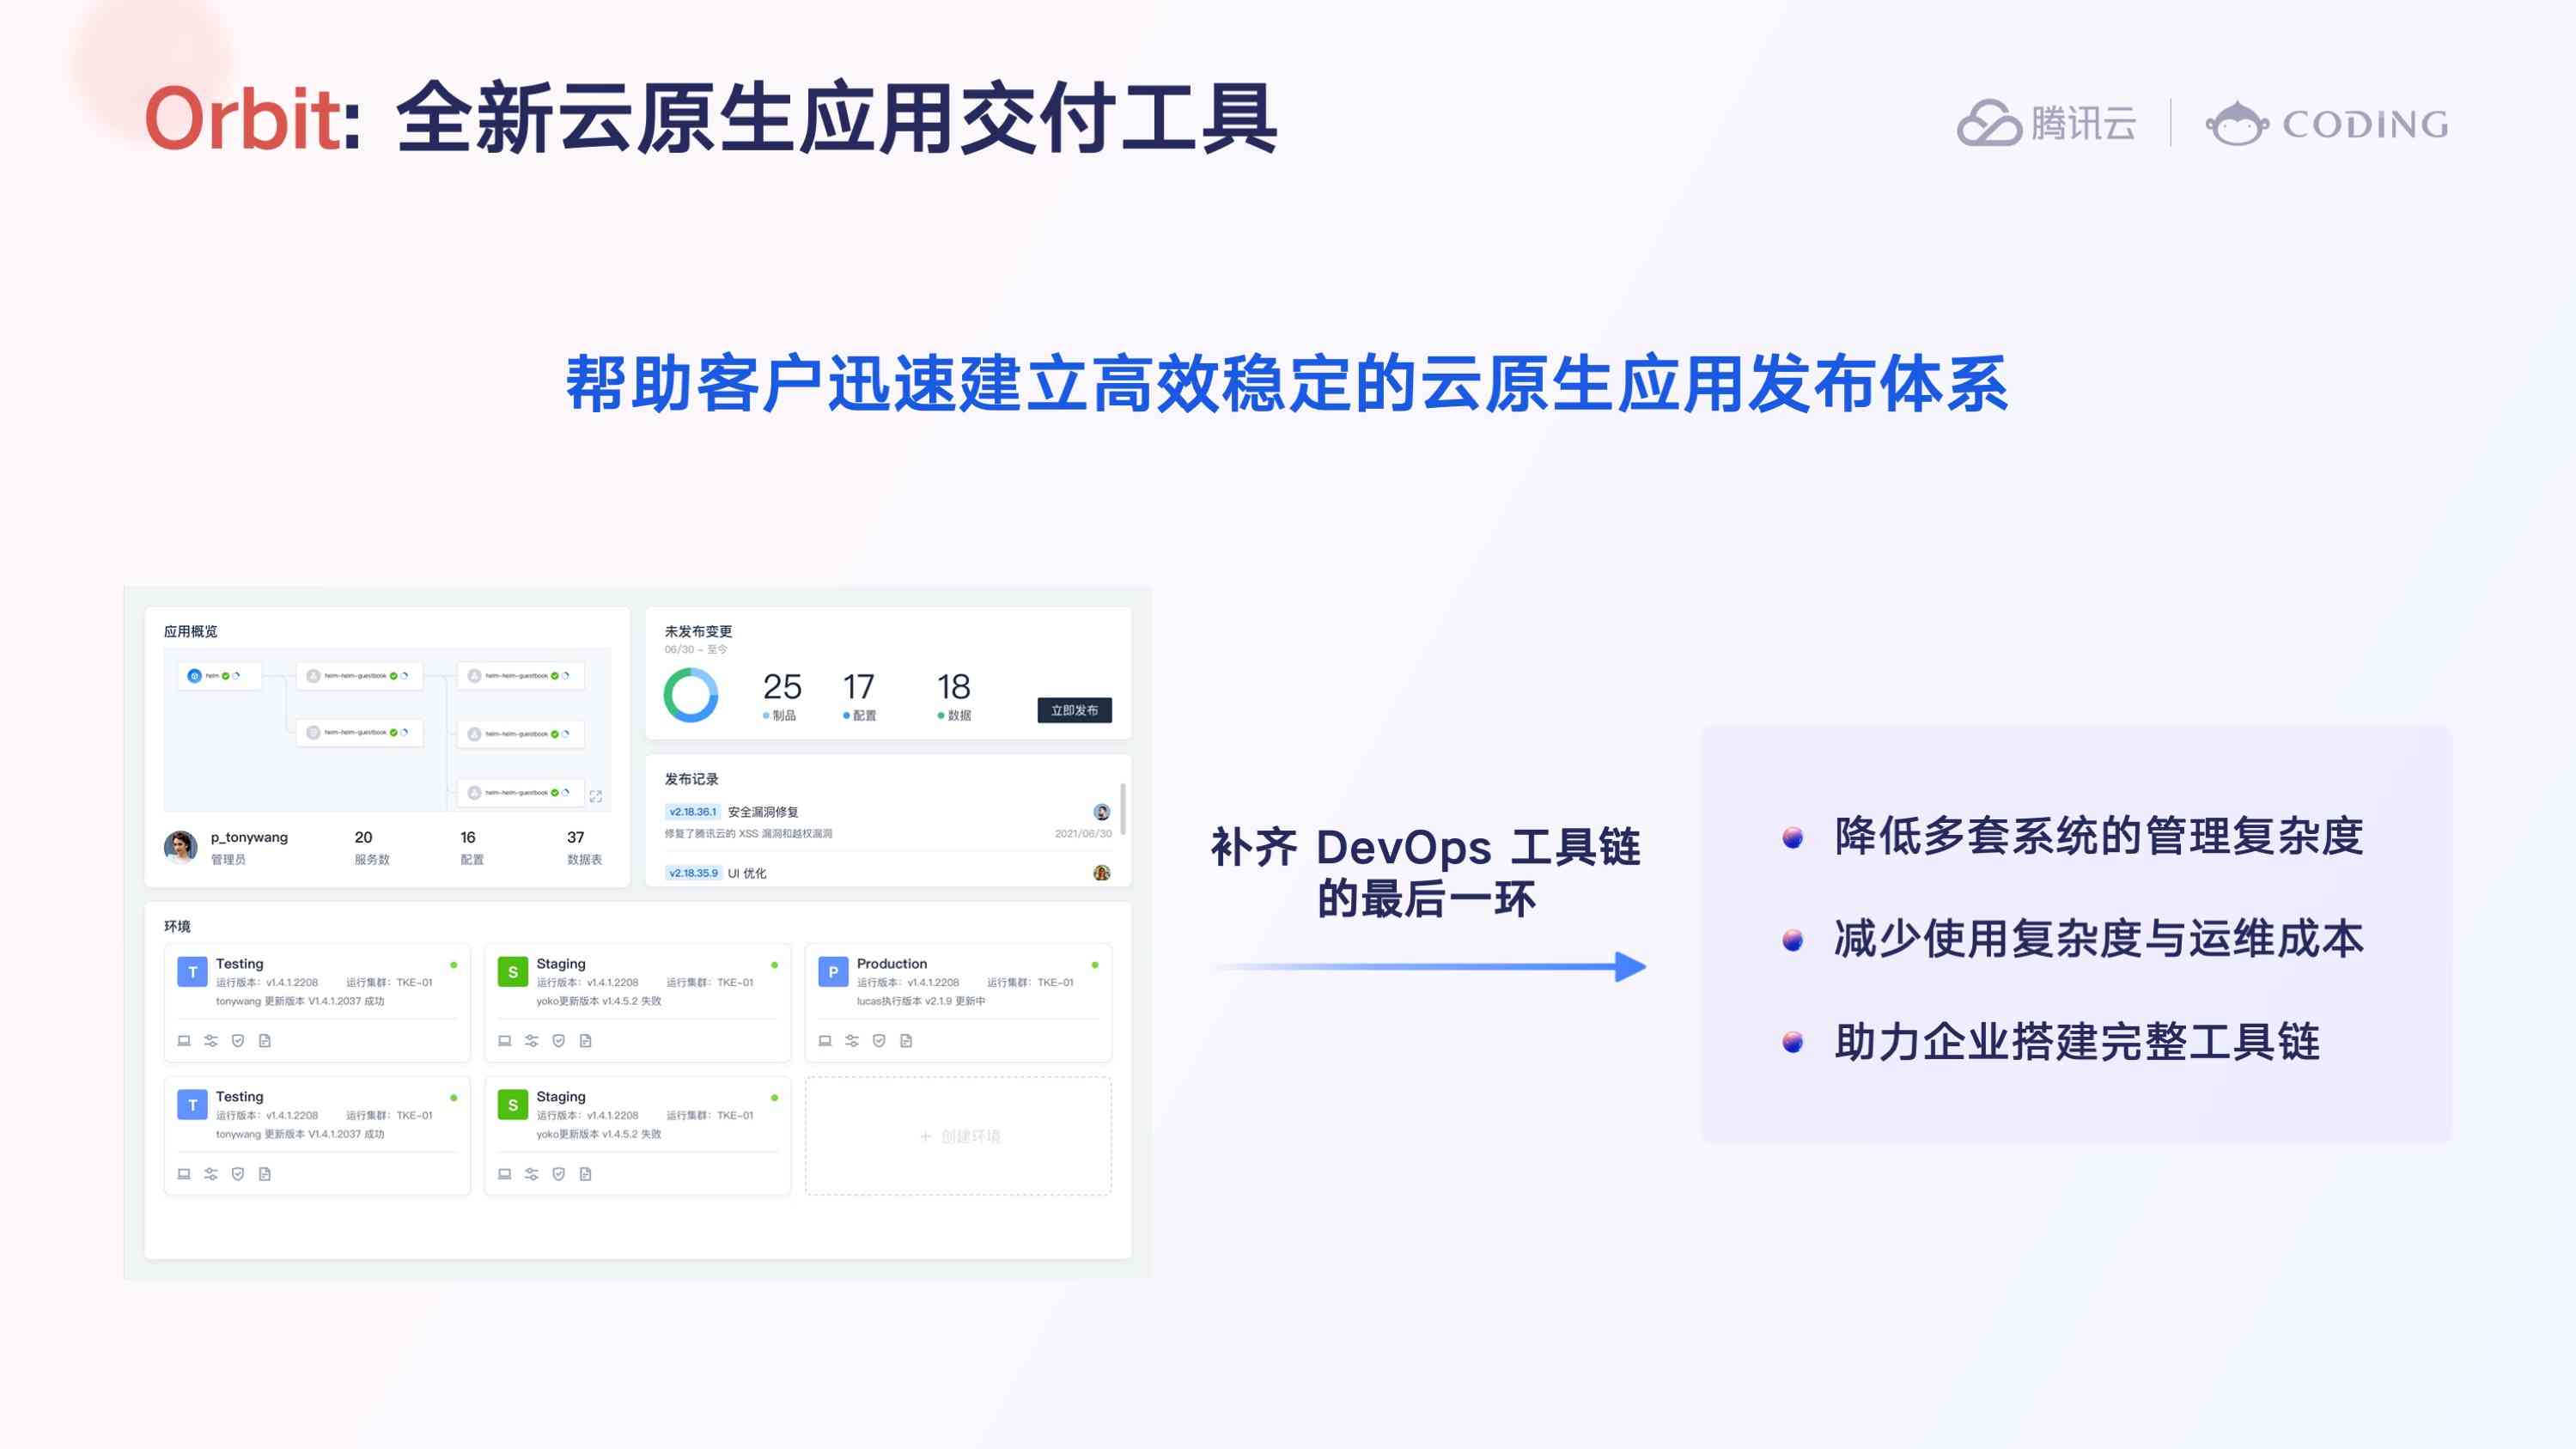 Orbit: 全新云原生应用交付工具
腾讯云 | CODING
帮助客户迅速建立高效稳定的云原生应用发布体系
应用概览
helm
helm-helm-guestbook
helm-helm-guestbook
helm-helm-guestbook
helm-helm-guestbook
helm-helm-guestbook
p_tonywang
管理员
20
服务数
16
配置
37
数据表
未发布变更
06/30 – 至今
25
制品
17
配置
18
数据
立即发布
发布记录
v2.18.36.1 安全漏洞修复
修复了腾讯云的 XSS 漏洞和越权漏洞 2021/06/30
v2.18.35.9 UI 优化
环境
T Testing
运行版本：v1.4.1.2208 运行集群：TKE-01
tonywang 更新版本 V1.4.1.2037 成功
S Staging
运行版本：v1.4.1.2208 运行集群：TKE-01
yoko更新版本 v1.4.5.2 失败
P Production
运行版本：v1.4.1.2208 运行集群：TKE-01
lucas执行版本 v2.1.9 更新中
T Testing
运行版本：v1.4.1.2208 运行集群：TKE-01
tonywang 更新版本 V1.4.1.2037 成功
S Staging
运行版本：v1.4.1.2208 运行集群：TKE-01
yoko更新版本 v1.4.5.2 失败
+ 创建环境
补齐 DevOps 工具链
的最后一环
降低多套系统的管理复杂度
减少使用复杂度与运维成本
助力企业搭建完整工具链